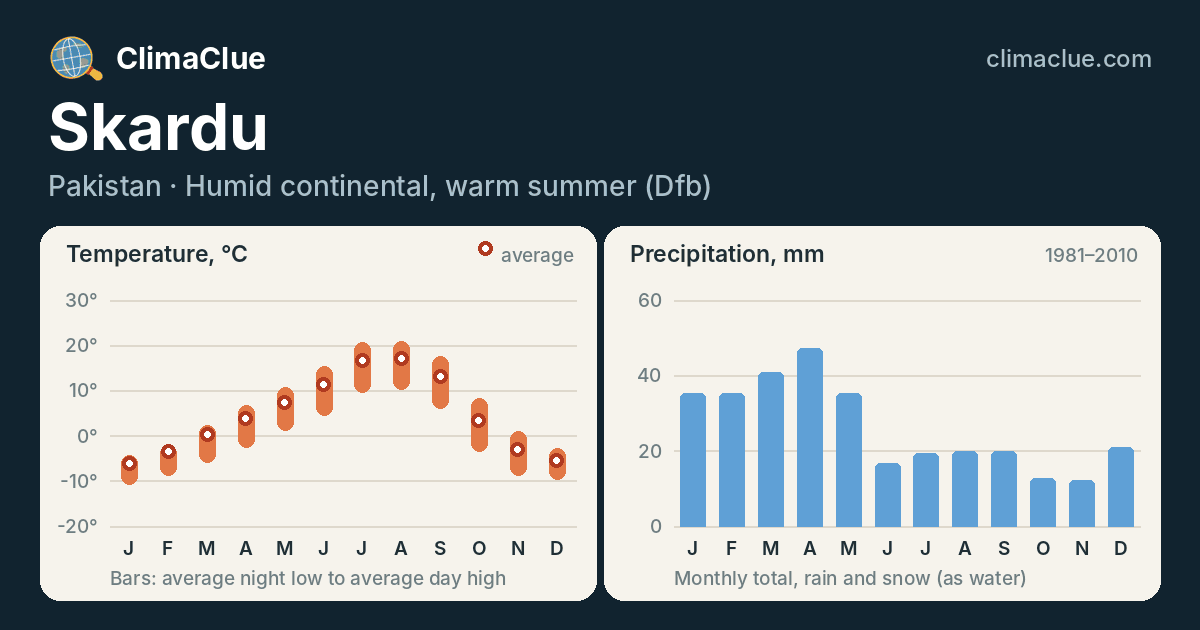 ClimaClue
climaclue.com
Skardu
Pakistan · Humid continental, warm summer (Dfb)
Temperature, °C
average
30°
20°
10°
0°
-10°
-20°
J F M A M J J A S O N D
Bars: average night low to average day high
Precipitation, mm
1981–2010
60
40
20
0
J F M A M J J A S O N D
Monthly total, rain and snow (as water)